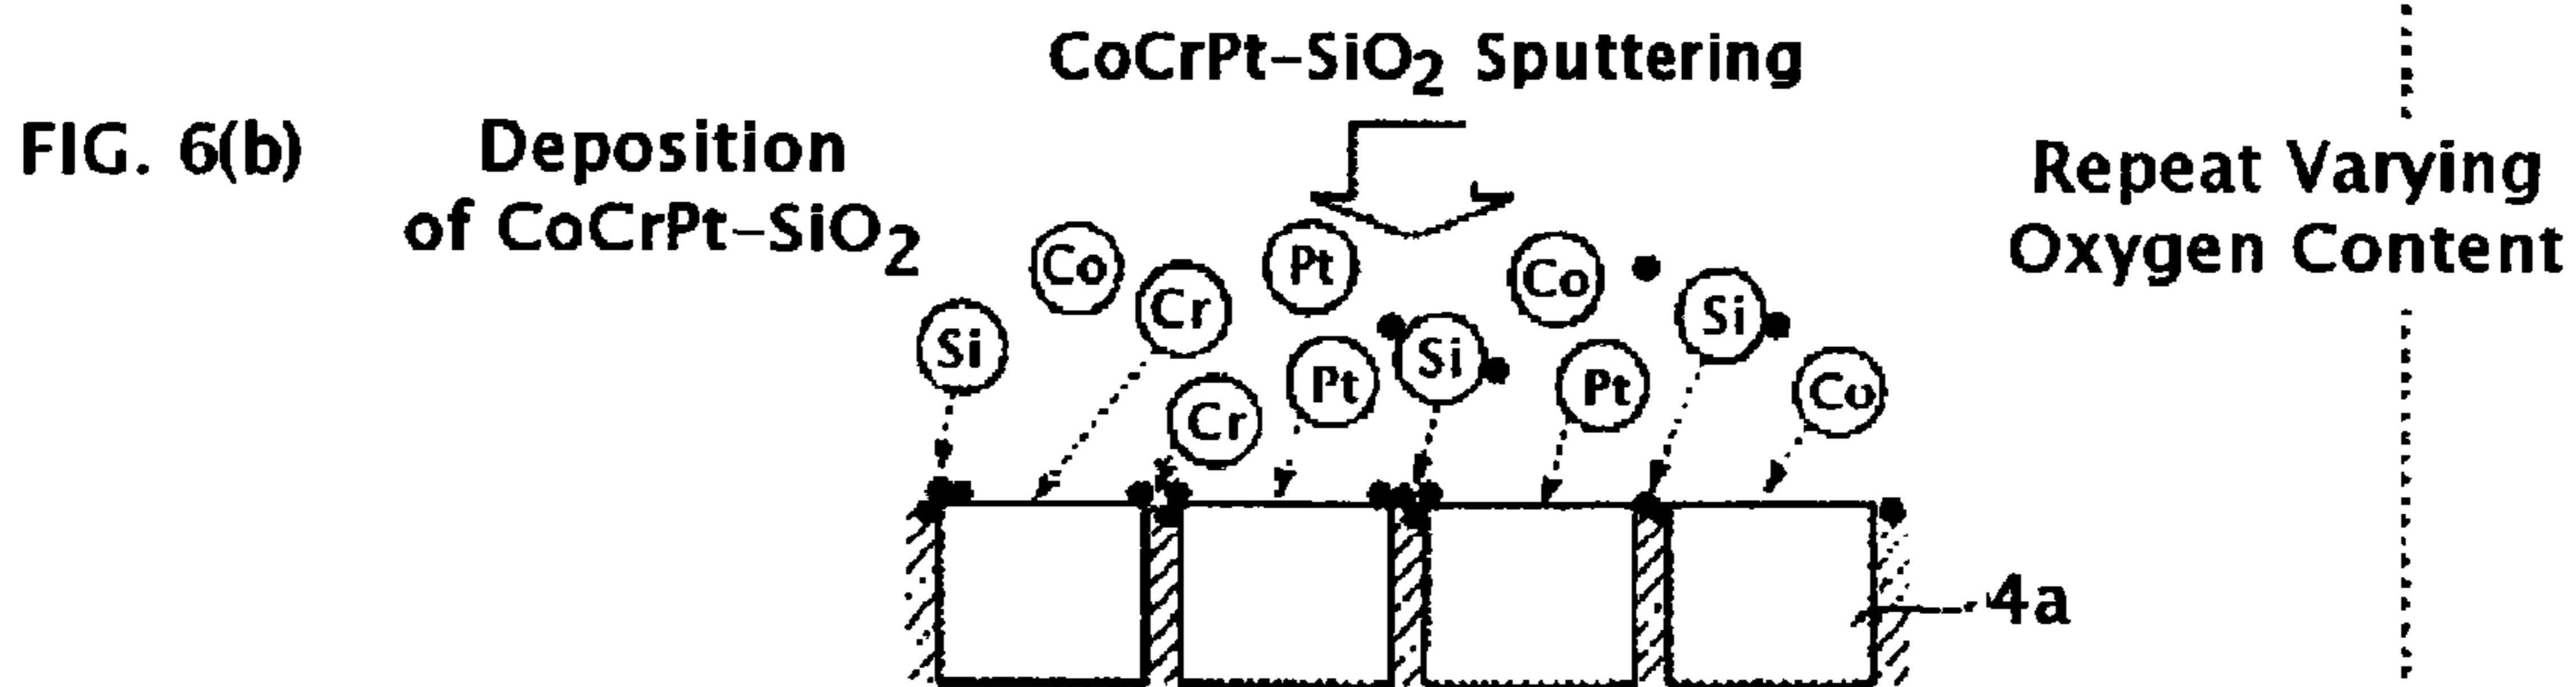 CoCrPt-SiO2 Sputtering
FIG. 6(b)
Deposition
of CoCrPt-SiO2
Repeat Varying
Oxygen Content
Co
Pt
Co
Cr
Si
Si
Si
Pt
Pt
Co
Cr
4a